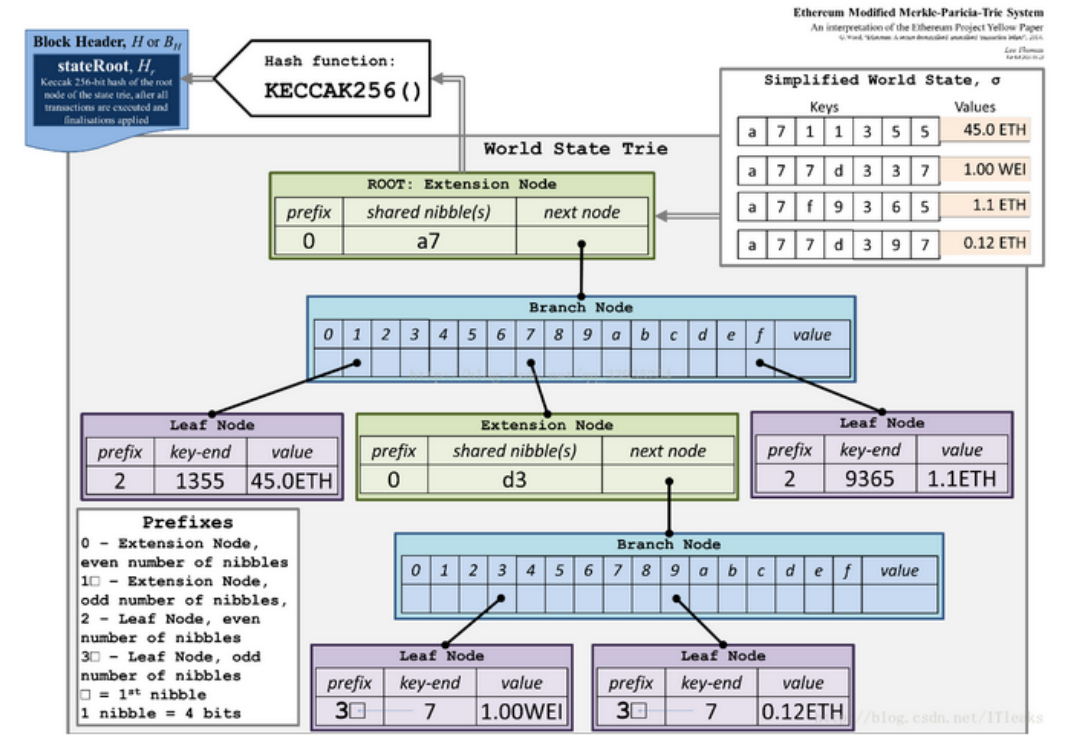 Ethereum Modified Merkle-Paricia-Trie System
An interpretation of the Ethereum Project Yellow Paper
Lee Thomas
Block Header, H or B_H
stateRoot, H_r
Keccak 256-bit hash of the root
node of the state trie, after all
transactions are executed and
finalisations applied
Hash function:
KECCAK256()
Simplified World State, σ
Keys Values
a 7 1 1 3 5 5 45.0 ETH
a 7 7 d 3 3 7 1.00 WEI
a 7 f 9 3 6 5 1.1 ETH
a 7 7 d 3 9 7 0.12 ETH
World State Trie
ROOT: Extension Node
prefix shared nibble(s) next node
0 a7
Branch Node
0 1 2 3 4 5 6 7 8 9 a b c d e f value
Leaf Node
prefix key-end value
2 1355 45.0ETH
Extension Node
prefix shared nibble(s) next node
0 d3
Leaf Node
prefix key-end value
2 9365 1.1ETH
Prefixes
0 - Extension Node,
even number of nibbles
1□ - Extension Node,
odd number of nibbles,
2 - Leaf Node, even
number of nibbles
3□ - Leaf Node, odd
number of nibbles
□ = 1st nibble
1 nibble = 4 bits
Branch Node
0 1 2 3 4 5 6 7 8 9 a b c d e f value
Leaf Node
prefix key-end value
3□ 7 1.00WEI
Leaf Node
prefix key-end value
3□ 7 0.12ETH
http://blog.csdn.net/ITleaks